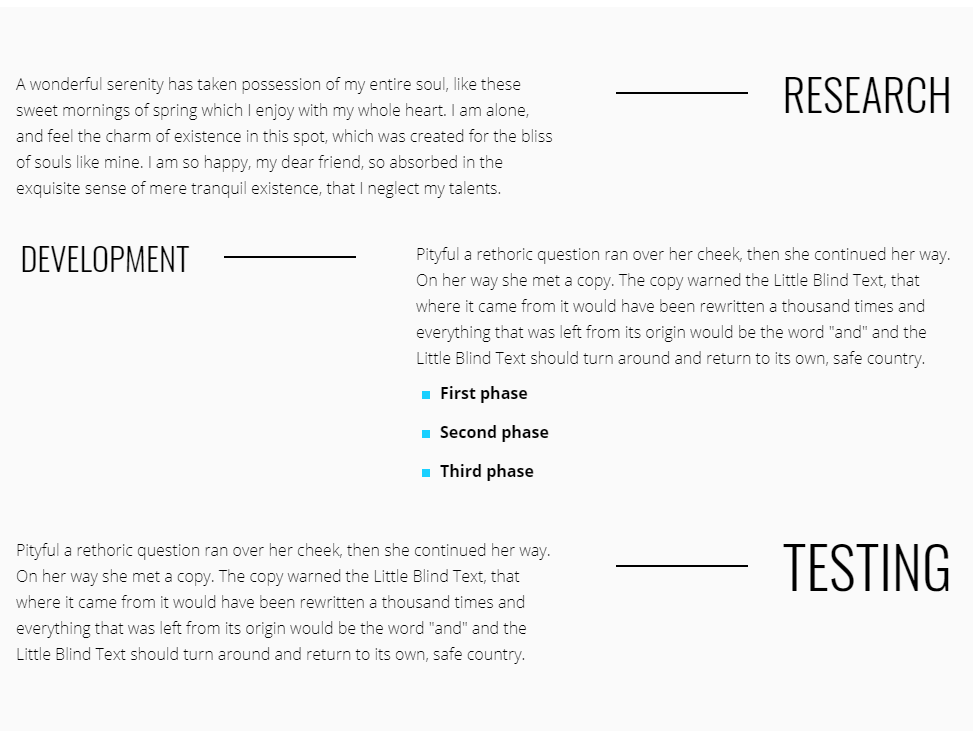 A wonderful serenity has taken possession of my entire soul, like these
sweet mornings of spring which I enjoy with my whole heart. I am alone,
and feel the charm of existence in this spot, which was created for the bliss
of souls like mine. I am so happy, my dear friend, so absorbed in the
exquisite sense of mere tranquil existence, that I neglect my talents.
RESEARCH
DEVELOPMENT
Pityful a rethoric question ran over her cheek, then she continued her way.
On her way she met a copy. The copy warned the Little Blind Text, that
where it came from it would have been rewritten a thousand times and
everything that was left from its origin would be the word "and" and the
Little Blind Text should turn around and return to its own, safe country.
First phase
Second phase
Third phase
Pityful a rethoric question ran over her cheek, then she continued her way.
On her way she met a copy. The copy warned the Little Blind Text, that
where it came from it would have been rewritten a thousand times and
everything that was left from its origin would be the word "and" and the
Little Blind Text should turn around and return to its own, safe country.
TESTING